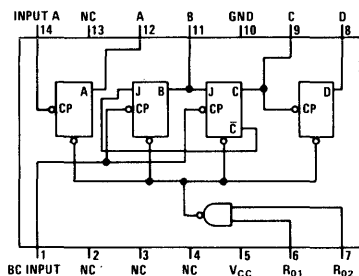 INPUT A NC A B GND C D
14 13 12 11 10 9 8
A J B J C D
CP CP CP C̅ CP
1 2 3 4 5 6 7
BC INPUT NC NC NC VCC R01 R02